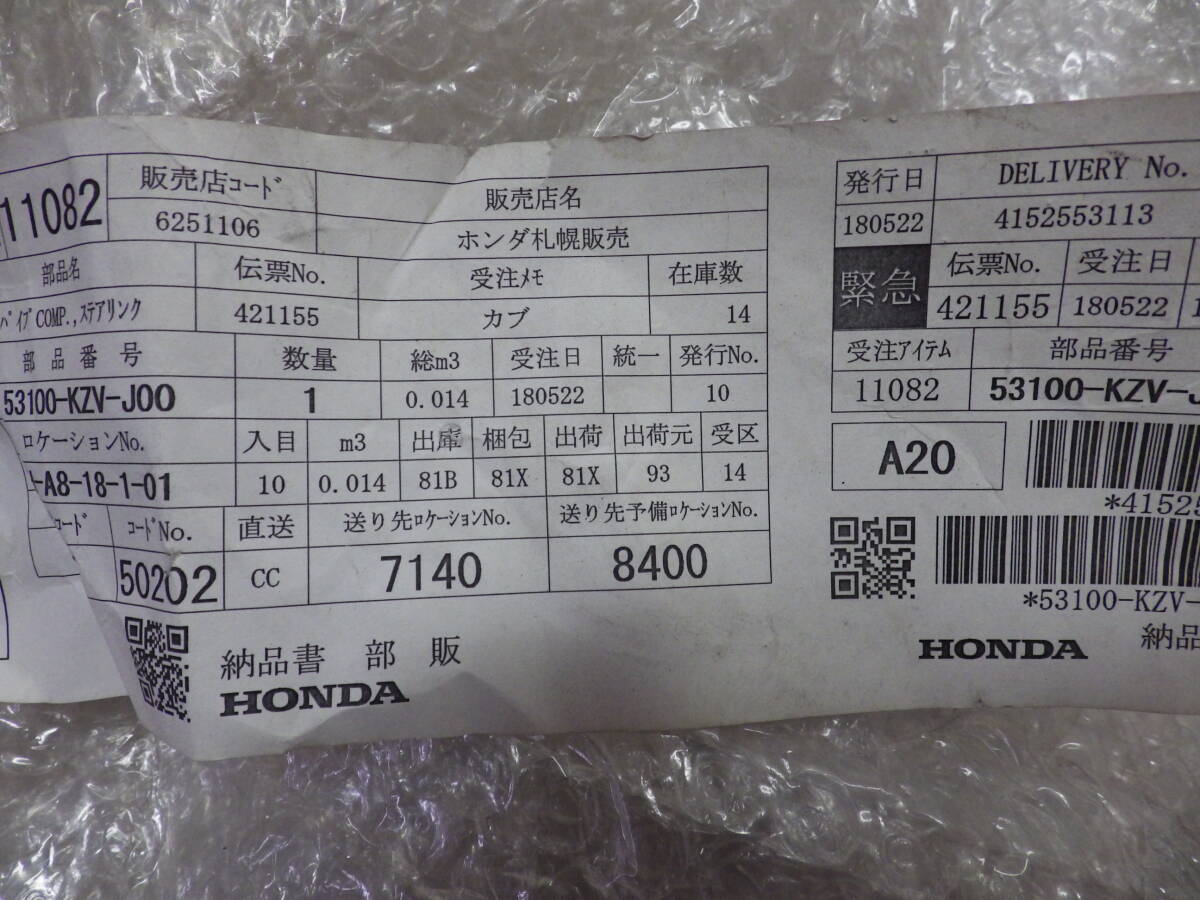 11082 販売店コード 販売店名
6251106 ホンダ札幌販売
部品名 伝票No. 受注メモ 在庫数
パイプCOMP.,ステアリンク 421155 カブ 14
部品番号 数量 総m3 受注日 統一 発行No.
53100-KZV-J00 1 0.014 180522 10
ロケーションNo. 入目 m3 出庫 梱包 出荷 出荷元 受区
-A8-18-1-01 10 0.014 81B 81X 81X 93 14
コード コードNo. 直送 送り先ロケーションNo. 送り先予備ロケーションNo.
50202 CC 7140 8400
納品書 部 販
HONDA
発行日 DELIVERY No.
180522 4152553113
緊急 伝票No. 受注日
421155 180522
受注アイテム 部品番号
11082 53100-KZV-J
A20
*41525
*53100-KZV-
HONDA 納品